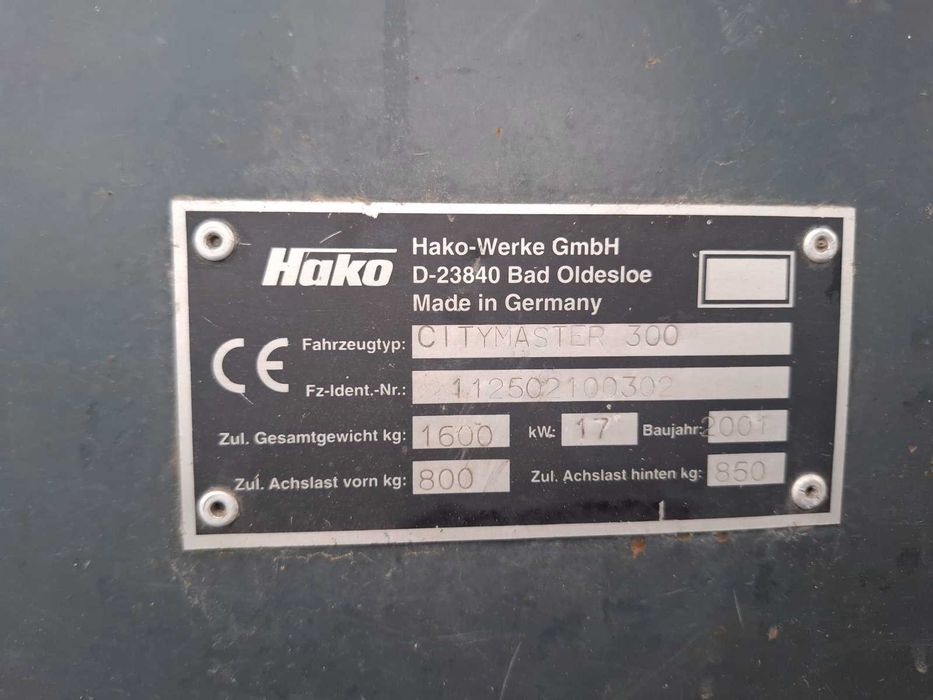 Hako
Hako-Werke GmbH
D-23840 Bad Oldesloe
Made in Germany
CE
Fahrzeugtyp: CITYMASTER 300
Fz-Ident.-Nr.: 112502100302
Zul. Gesamtgewicht kg: 1600 kW: 17 Baujahr: 2001
Zul. Achslast vorn kg: 800 Zul. Achslast hinten kg: 850